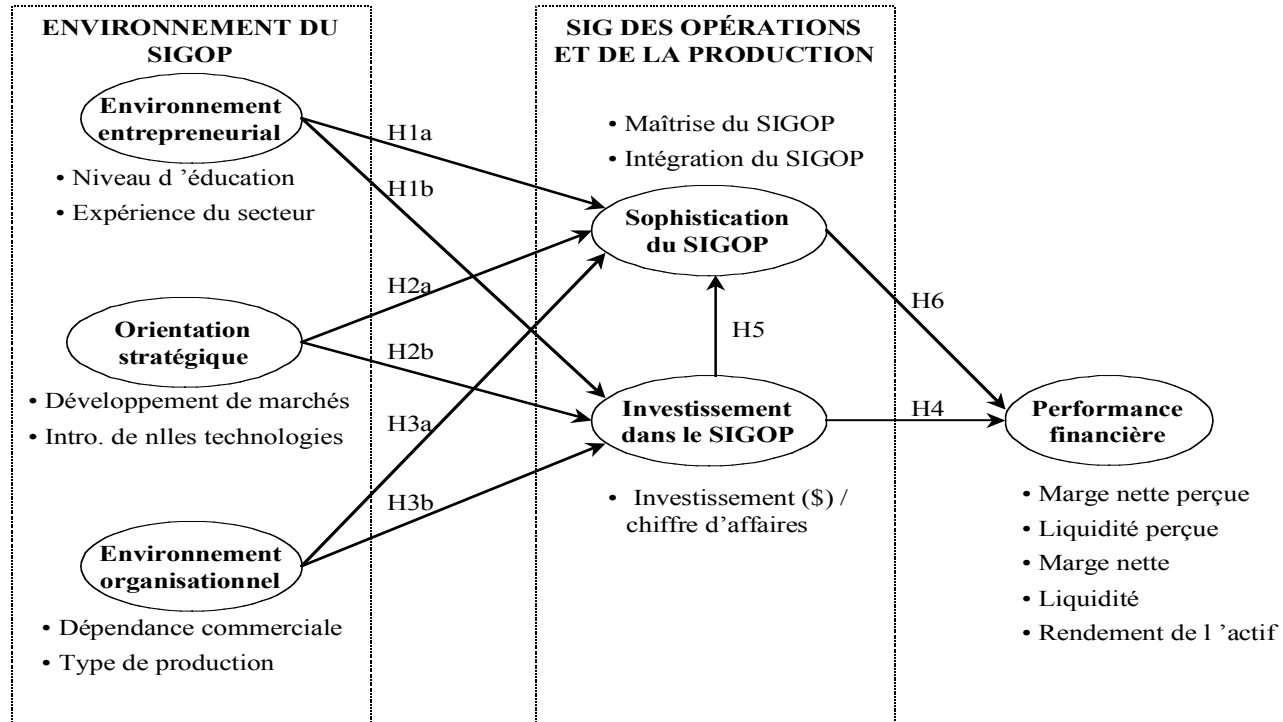 ENVIRONNEMENT DU
SIGOP
Environnement
entrepreneurial
• Niveau d ’éducation
• Expérience du secteur
Orientation
stratégique
• Développement de marchés
• Intro. de nlles technologies
Environnement
organisationnel
• Dépendance commerciale
• Type de production
H1a
H1b
H2a
H2b
H3a
H3b
SIG DES OPÉRATIONS
ET DE LA PRODUCTION
• Maîtrise du SIGOP
• Intégration du SIGOP
Sophistication
du SIGOP
H5
Investissement
dans le SIGOP
• Investissement ($) /
chiffre d’affaires
H6
H4
Performance
financière
• Marge nette perçue
• Liquidité perçue
• Marge nette
• Liquidité
• Rendement de l ’actif